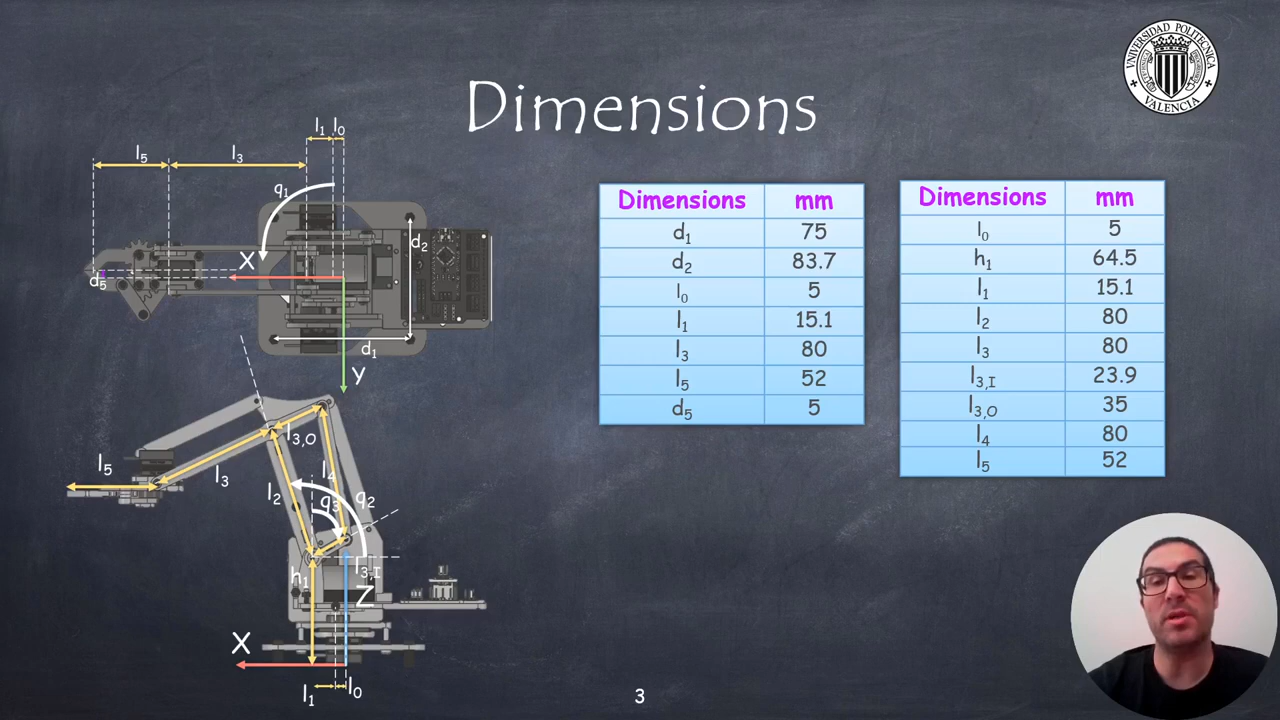 Dimensions
UNIVERSIDAD POLITECNICA
VALENCIA
l1 l0
l5 l3
q1
d2
X
d5
d1
y
l3,O
l5
l3
l4
l2
q3 q2
h1
l3,I
Z
X
l1 l0
Dimensions mm
d1 75
d2 83.7
l0 5
l1 15.1
l3 80
l5 52
d5 5
Dimensions mm
l0 5
h1 64.5
l1 15.1
l2 80
l3 80
l3,I 23.9
l3,O 35
l4 80
l5 52
3